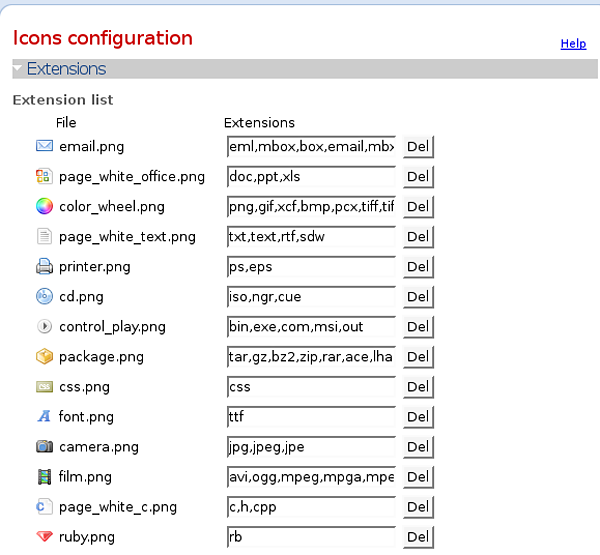 Icons configuration
Help
Extensions
Extension list
File Extensions
email.png eml,mbox,box,email,mbx Del
page_white_office.png doc,ppt,xls Del
color_wheel.png png,gif,xcf,bmp,pcx,tiff,tif Del
page_white_text.png txt,text,rtf,sdw Del
printer.png ps,eps Del
cd.png iso,ngr,cue Del
control_play.png bin,exe,com,msi,out Del
package.png tar,gz,bz2,zip,rar,ace,lha Del
css.png css Del
font.png ttf Del
camera.png jpg,jpeg,jpe Del
film.png avi,ogg,mpeg,mpga,mpe Del
page_white_c.png c,h,cpp Del
ruby.png rb Del